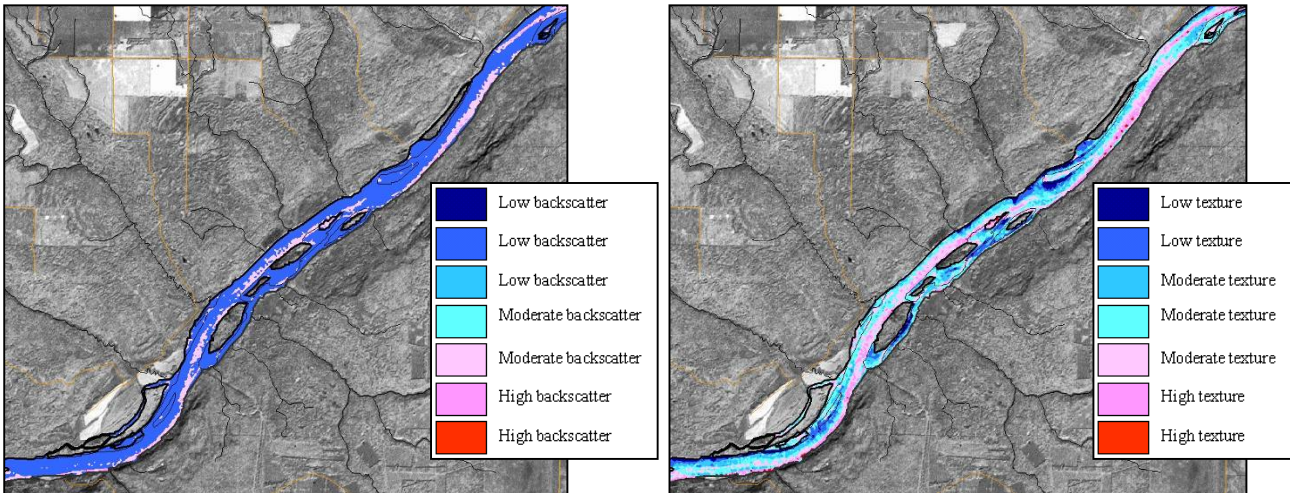 Low backscatter
Low backscatter
Low backscatter
Moderate backscatter
Moderate backscatter
High backscatter
High backscatter
Low texture
Low texture
Moderate texture
Moderate texture
Moderate texture
High texture
High texture